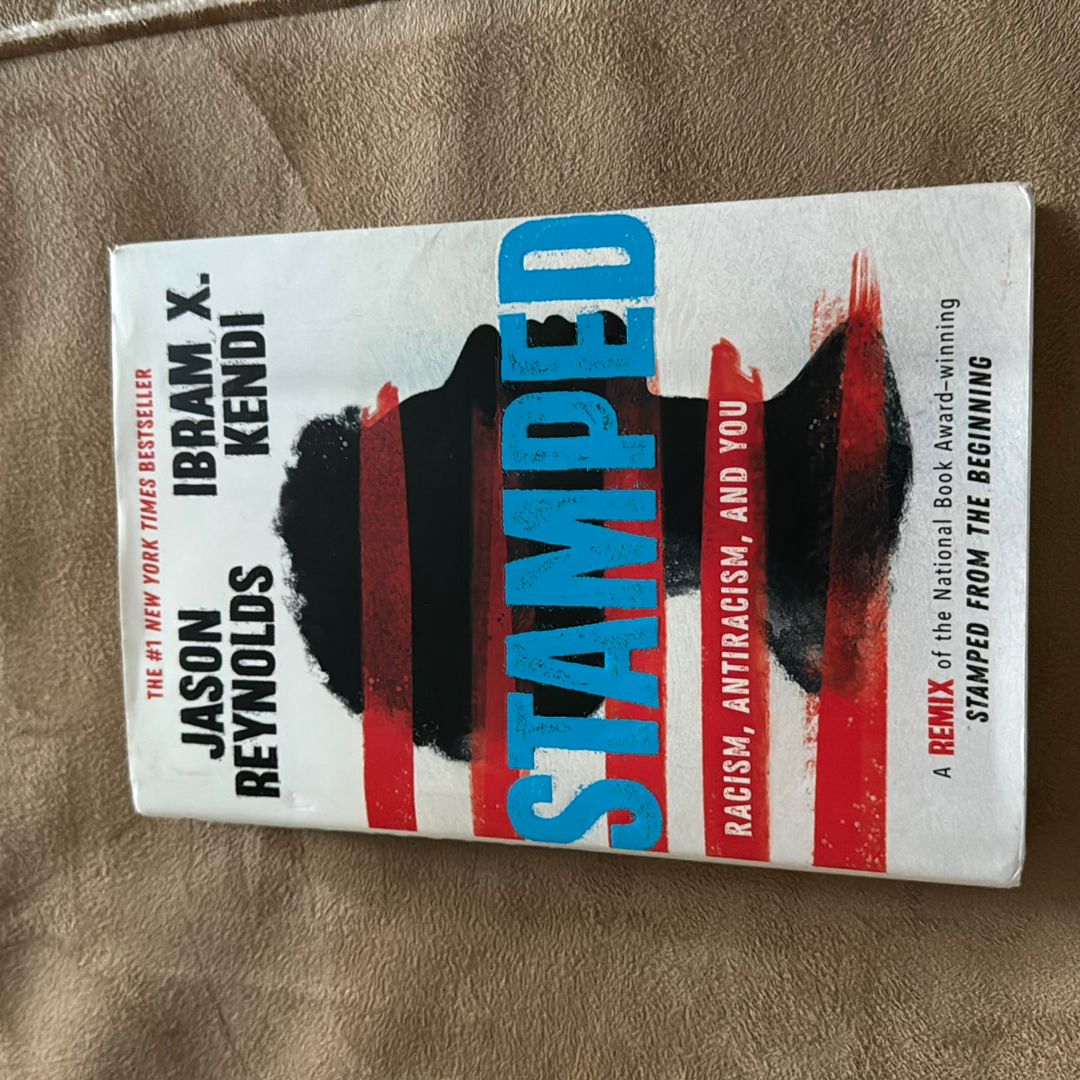 THE #1 NEW YORK TIMES BESTSELLER
JASON
REYNOLDS
IBRAM X.
KENDI
STAMPED
RACISM, ANTIRACISM, AND YOU
A REMIX of the National Book Award–winning
STAMPED FROM THE BEGINNING